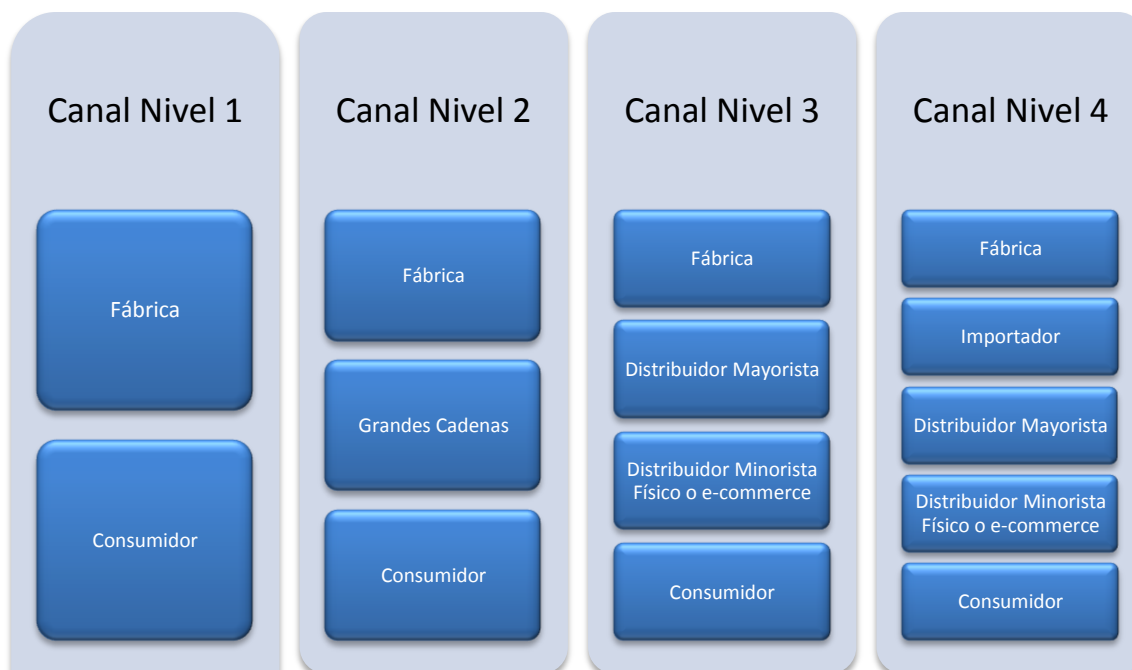 Canal Nivel 1
Fábrica
Consumidor
Canal Nivel 2
Fábrica
Grandes Cadenas
Consumidor
Canal Nivel 3
Fábrica
Distribuidor Mayorista
Distribuidor Minorista
Físico o e-commerce
Consumidor
Canal Nivel 4
Fábrica
Importador
Distribuidor Mayorista
Distribuidor Minorista
Físico o e-commerce
Consumidor